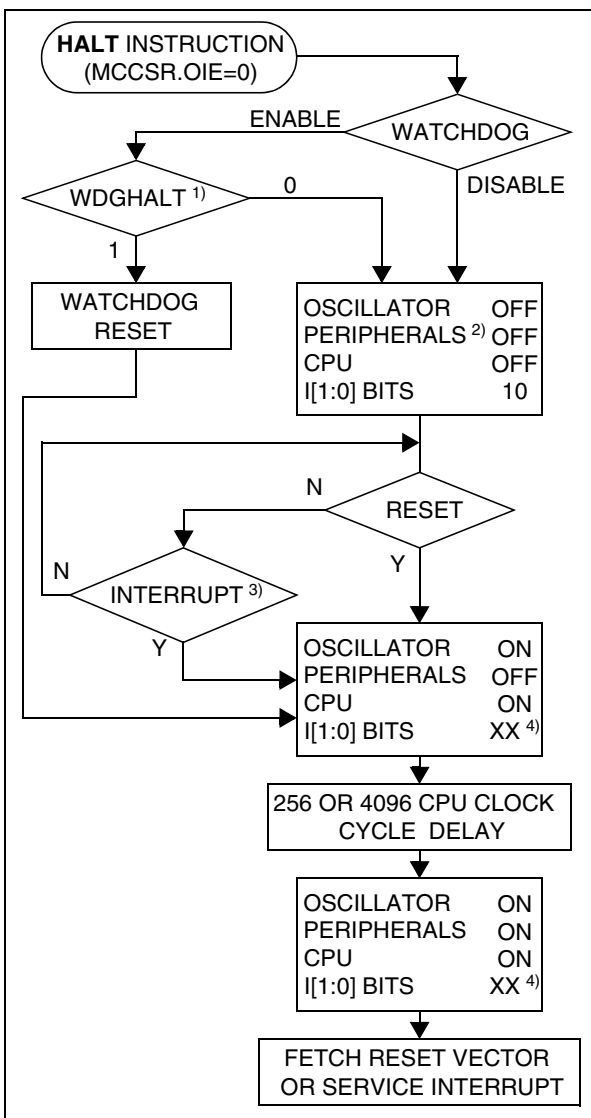 HALT INSTRUCTION
(MCCSR.OIE=0)
ENABLE
WATCHDOG
WDGHALT 1)
0
DISABLE
1
WATCHDOG
RESET
OSCILLATOR OFF
PERIPHERALS 2) OFF
CPU OFF
I[1:0] BITS 10
N
RESET
N
INTERRUPT 3)
Y
Y
OSCILLATOR ON
PERIPHERALS OFF
CPU ON
I[1:0] BITS XX 4)
256 OR 4096 CPU CLOCK
CYCLE DELAY
OSCILLATOR ON
PERIPHERALS ON
CPU ON
I[1:0] BITS XX 4)
FETCH RESET VECTOR
OR SERVICE INTERRUPT